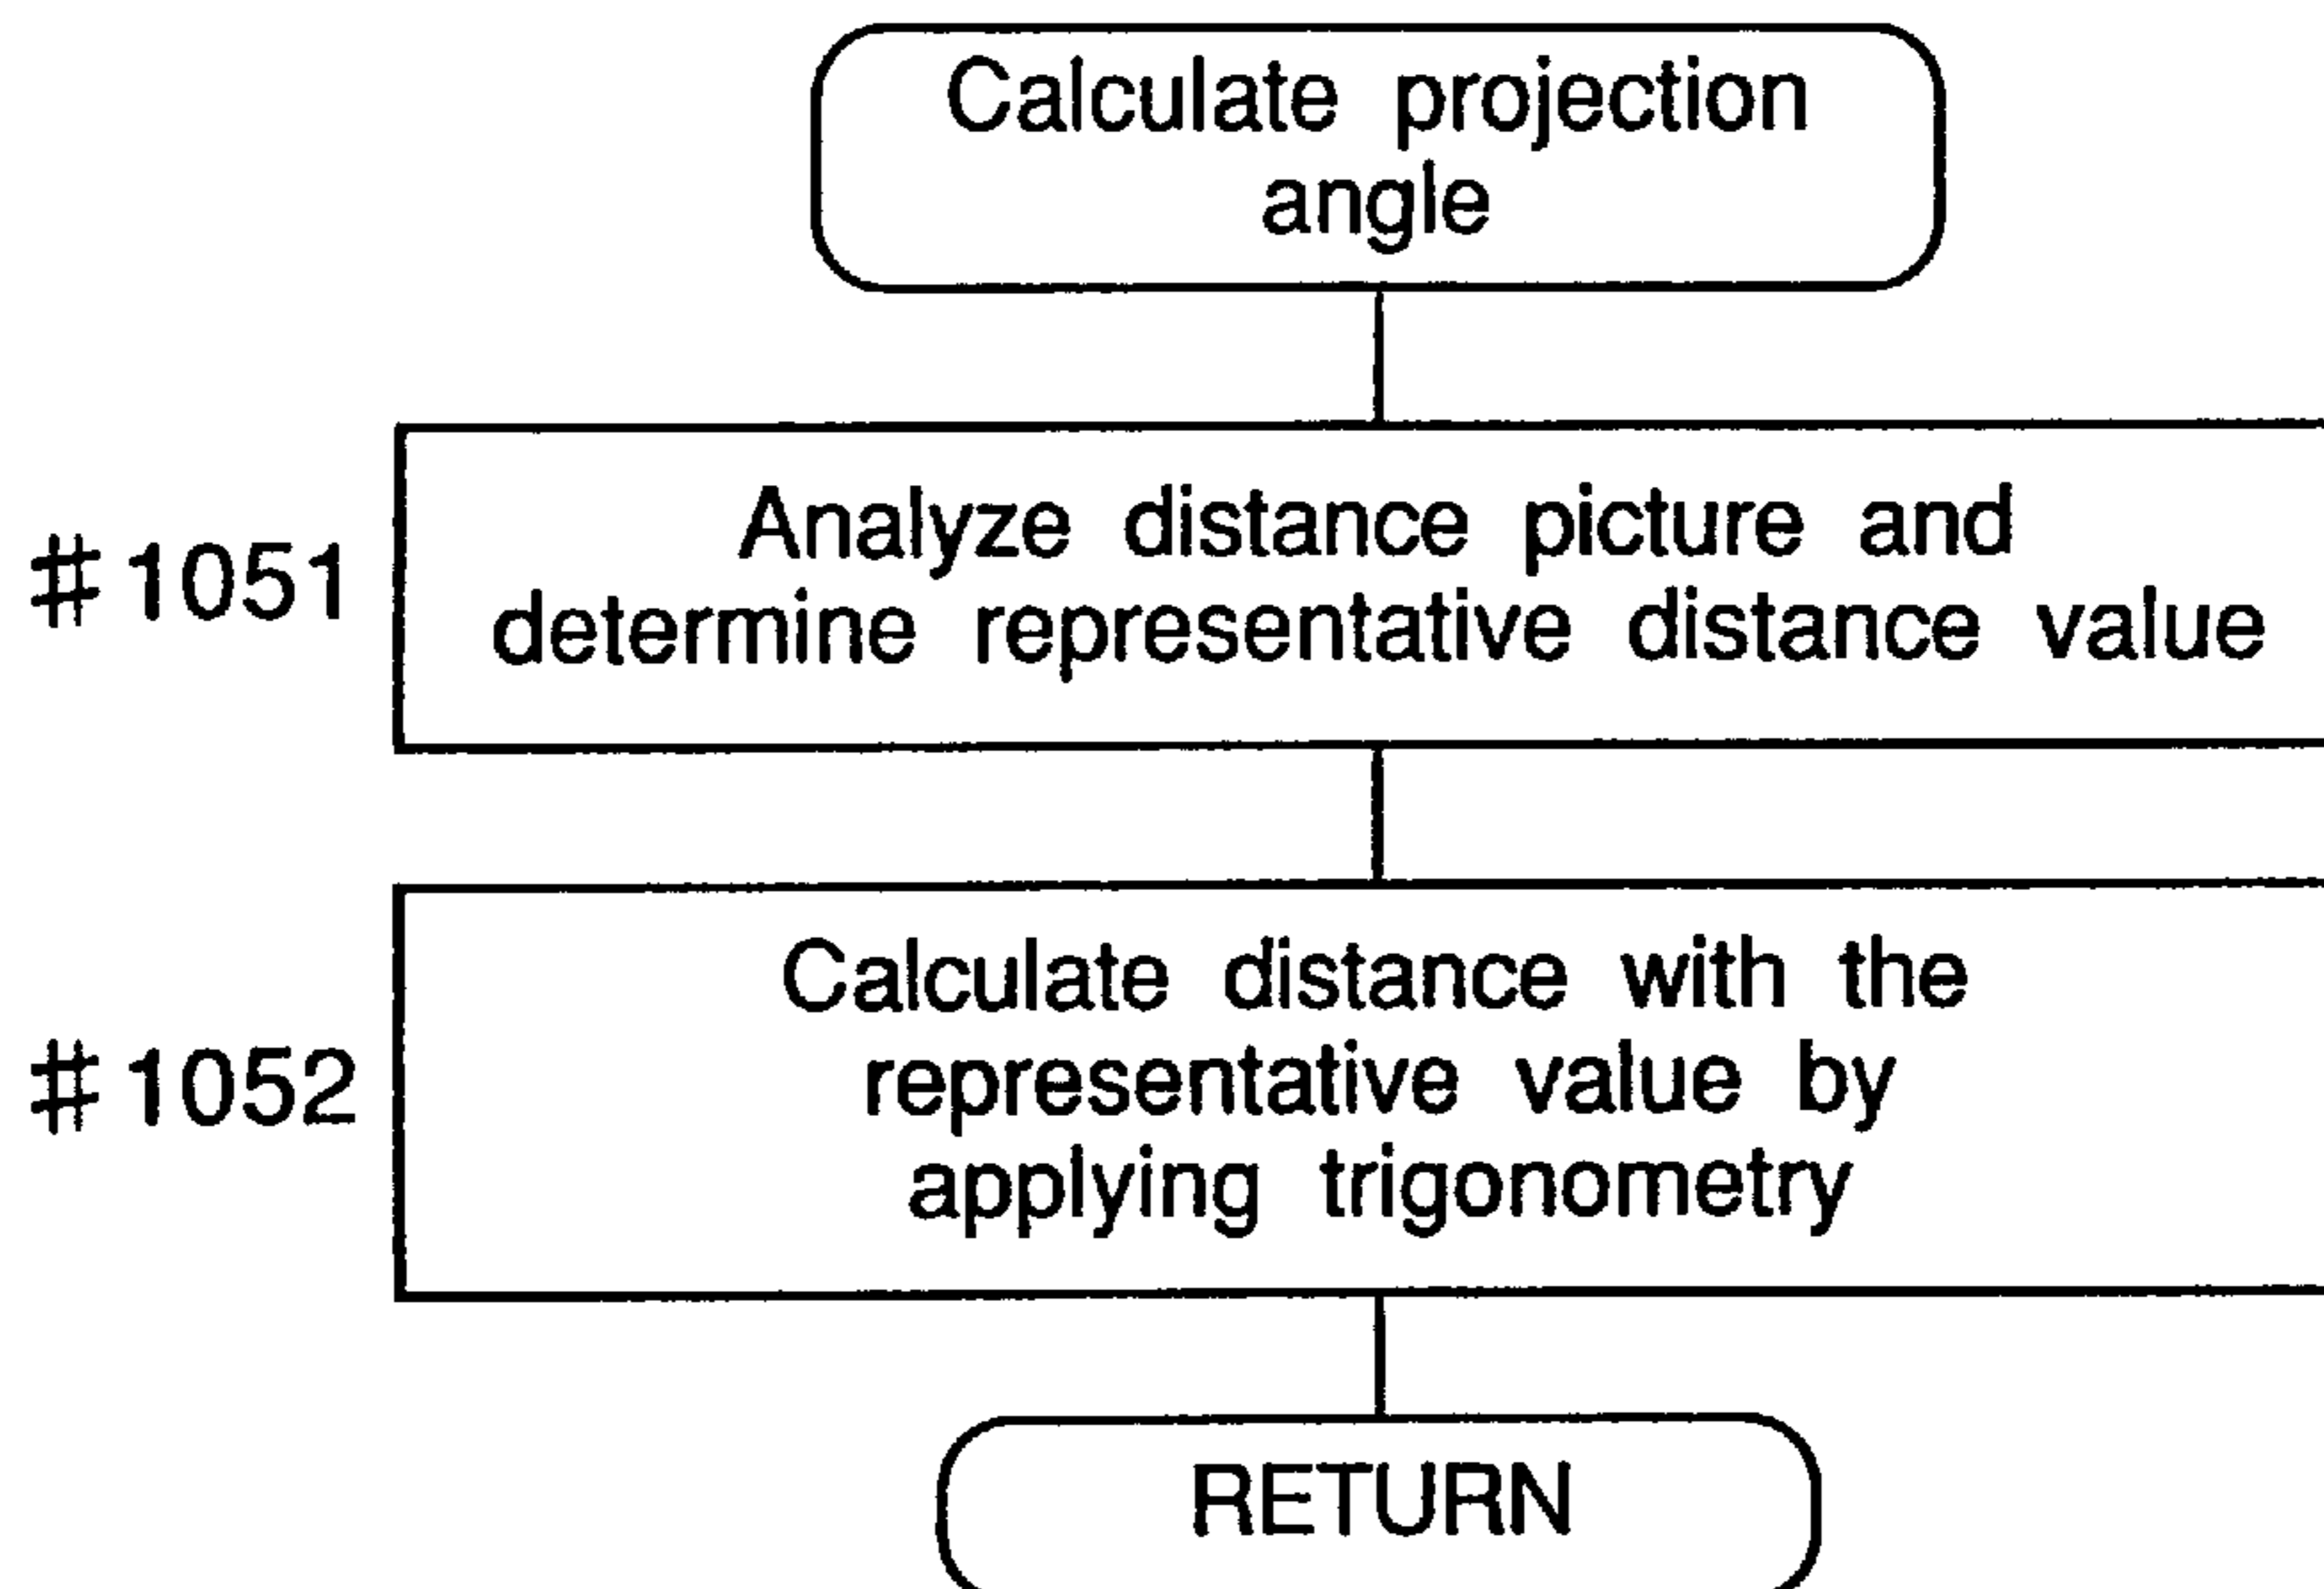 Calculate projection
angle
#1051
Analyze distance picture and
determine representative distance value
#1052
Calculate distance with the
representative value by
applying trigonometry
RETURN